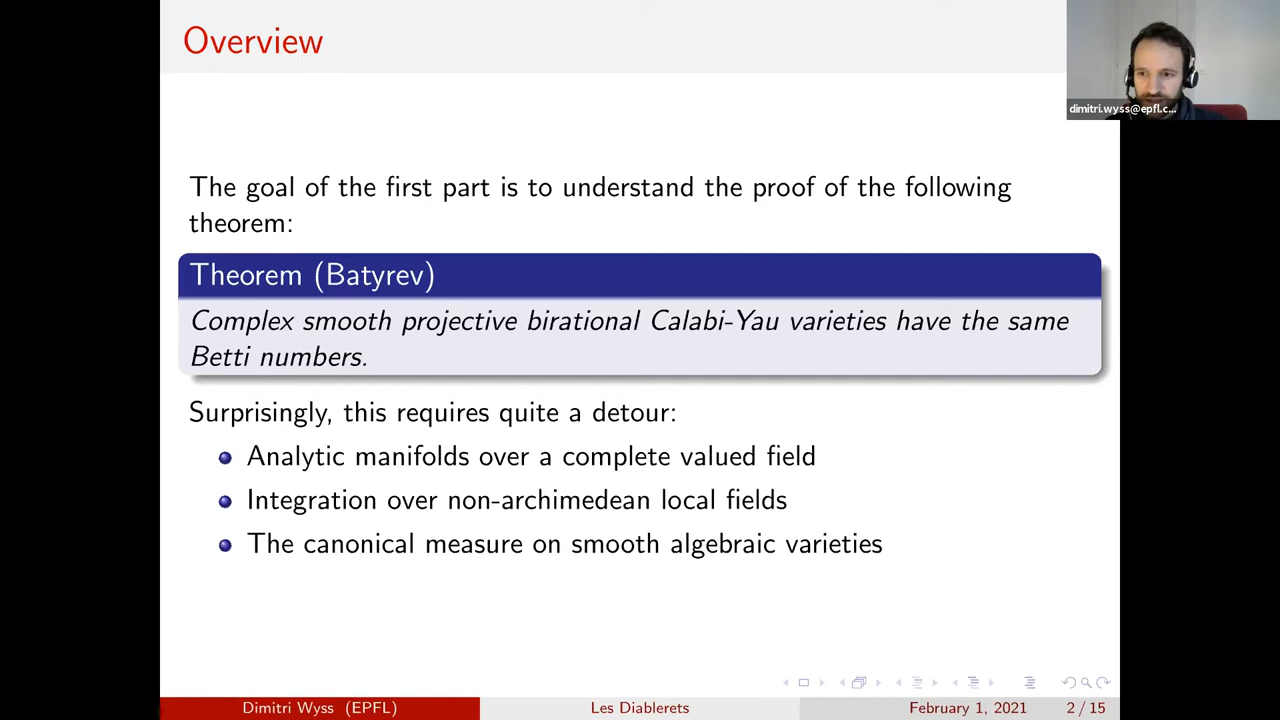 Overview
dimitri.wyss@epfl.c...
The goal of the first part is to understand the proof of the following
theorem:
Theorem (Batyrev)
Complex smooth projective birational Calabi-Yau varieties have the same
Betti numbers.
Surprisingly, this requires quite a detour:
Analytic manifolds over a complete valued field
Integration over non-archimedean local fields
The canonical measure on smooth algebraic varieties
Dimitri Wyss (EPFL)
Les Diablerets
February 1, 2021
2 / 15